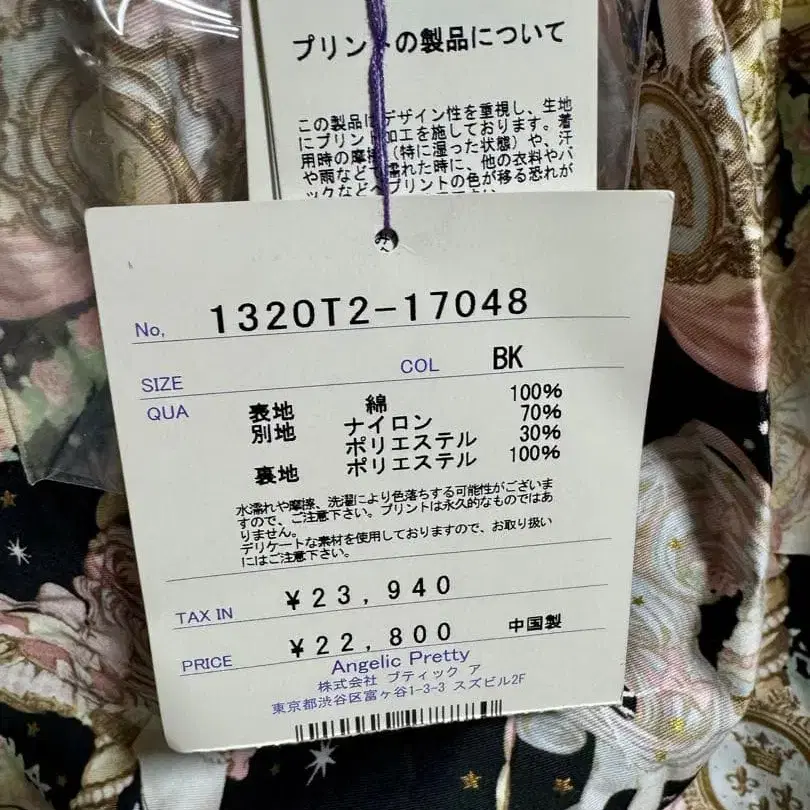 プリントの製品について
この製品はデザイン性を重視し、生地
にプリント加工を施しております。着
用時の摩擦(特に湿った状態)や、汗
や雨などで濡れた時に、他の衣料やバ
ックなどへプリントの色が移る恐れが
No. 1320T2-17048
SIZE COL BK
QUA 表地 綿 100%
別地 ナイロン 70%
ポリエステル 30%
裏地 ポリエステル 100%
水濡れや摩擦、洗濯により色落ちする可能性がございま
すので、ご注意下さい。プリントは永久的なものではあ
りません。
デリケートな素材を使用しておりますので、お取り扱い
にはご注意下さい。
TAX IN ¥23,940
PRICE ¥22,800 中国製
Angelic Pretty
株式会社 ブティック ア
東京都渋谷区富ヶ谷1-3-3 スズビル2F